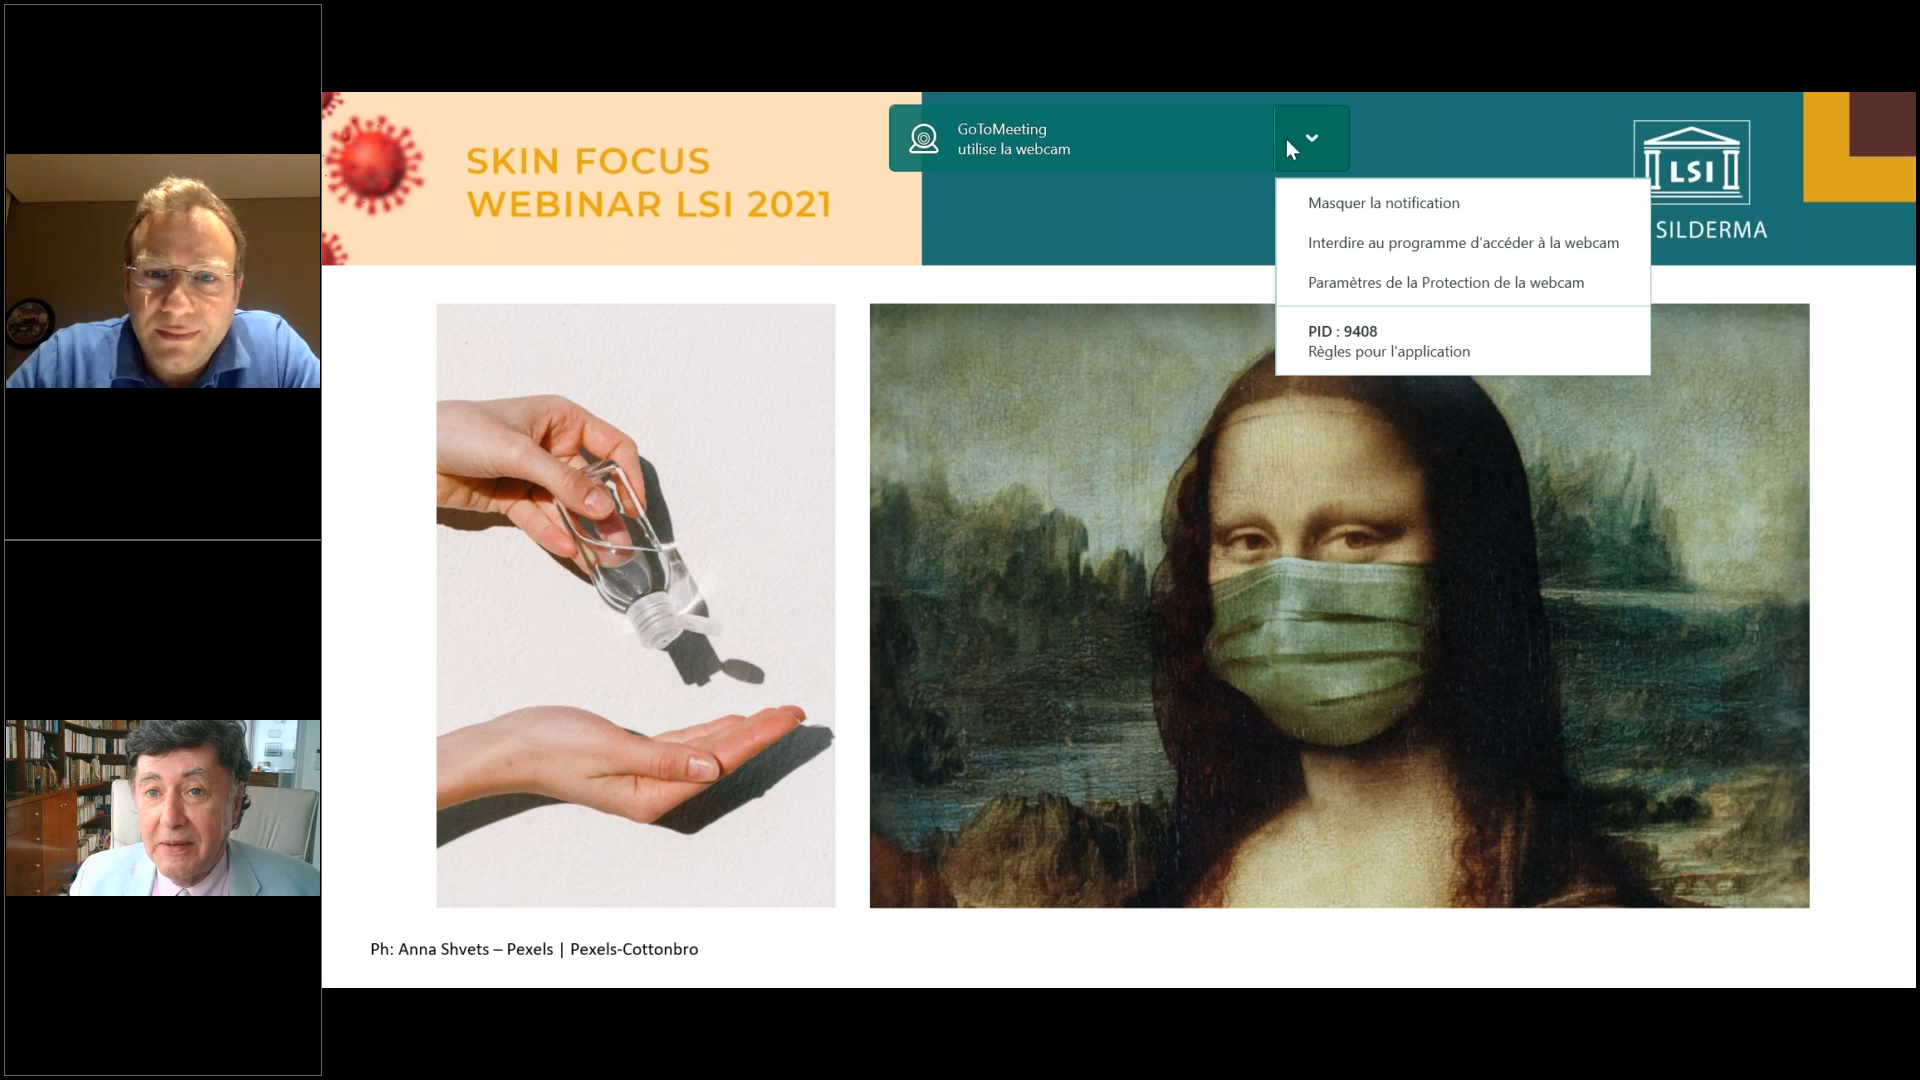 SKIN FOCUS
WEBINAR LSI 2021
GoToMeeting
utilise la webcam
LSI
SILDERMA
Masquer la notification
Interdire au programme d'accéder à la webcam
Paramètres de la Protection de la webcam
PID : 9408
Règles pour l'application
Ph: Anna Shvets – Pexels | Pexels-Cottonbro